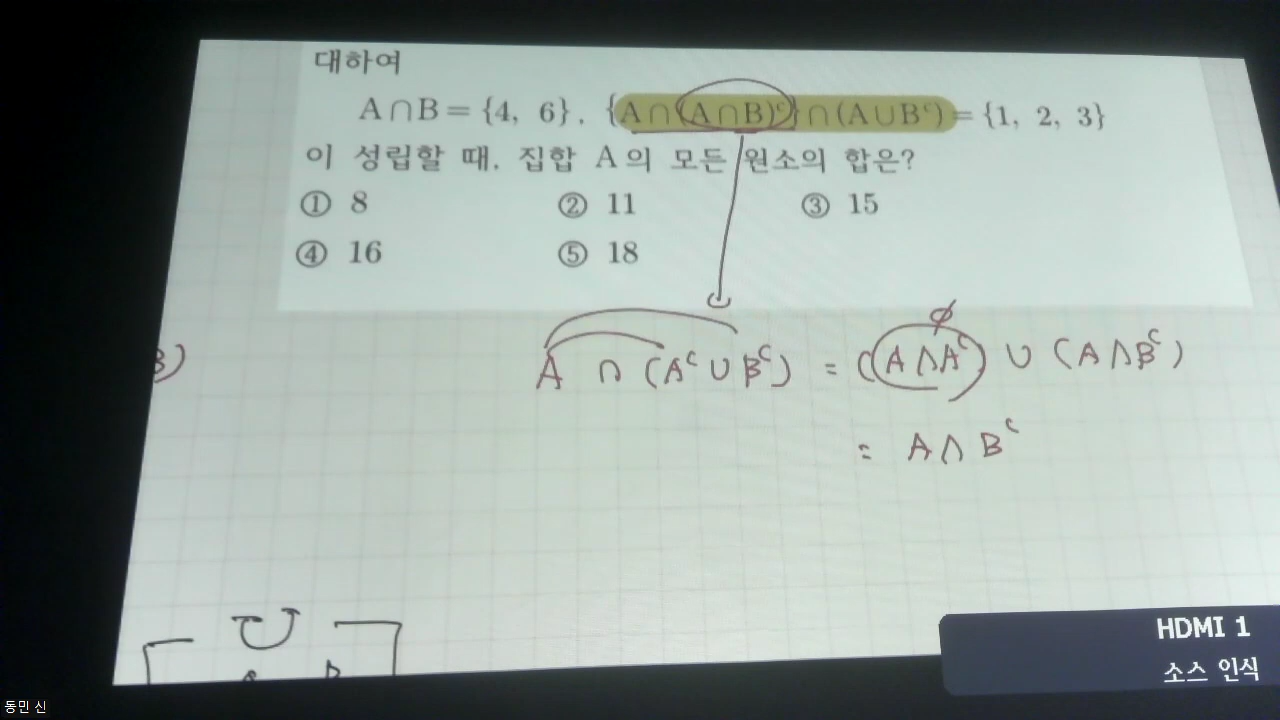 대하여
A∩B={4, 6}, {A∩(A∩B)ᶜ}∩(A∪Bᶜ)={1, 2, 3}
이 성립할 때, 집합 A의 모든 원소의 합은?
① 8 ② 11 ③ 15
④ 16 ⑤ 18
ϕ
B) A ∩ (Aᶜ∪Bᶜ) = (A∩Aᶜ) ∪ (A∩Bᶜ)
= A∩Bᶜ
U
A B
HDMI 1
소스 인식
동민 신